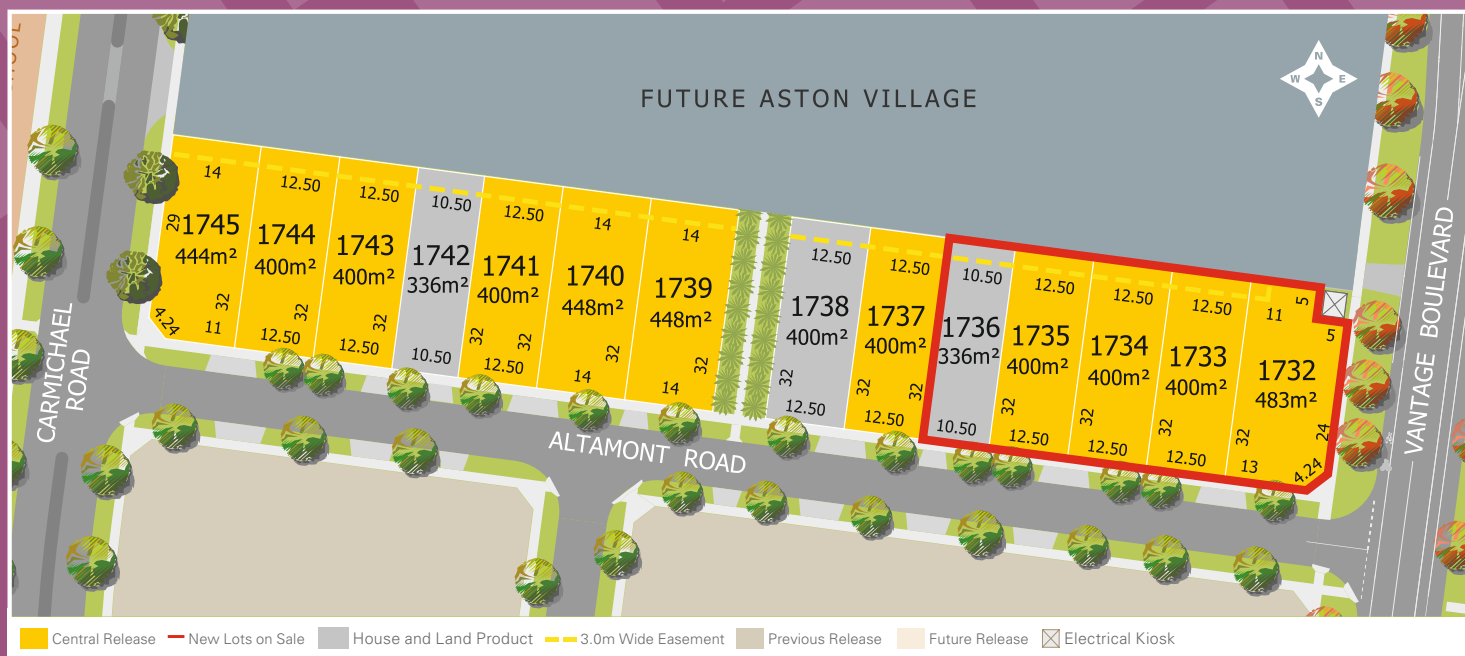 FUTURE ASTON VILLAGE
N
W E
S
14
29
1745
444m²
32
4.24
11
12.50
1744
400m²
32
12.50
12.50
1743
400m²
32
12.50
10.50
1742
336m²
10.50
12.50
1741
400m²
32
32
12.50
14
1740
448m²
32
14
14
1739
448m²
32
14
12.50
1738
400m²
32
12.50
12.50
1737
400m²
32
32
12.50
10.50
1736
336m²
10.50
12.50
1735
400m²
32
12.50
12.50
1734
400m²
32
12.50
12.50
1733
400m²
32
12.50
5
11
5
1732
483m²
32
24
13
4.24
CARMICHAEL
ROAD
ALTAMONT ROAD
VANTAGE BOULEVARD
Central Release
New Lots on Sale
House and Land Product
3.0m Wide Easement
Previous Release
Future Release
Electrical Kiosk